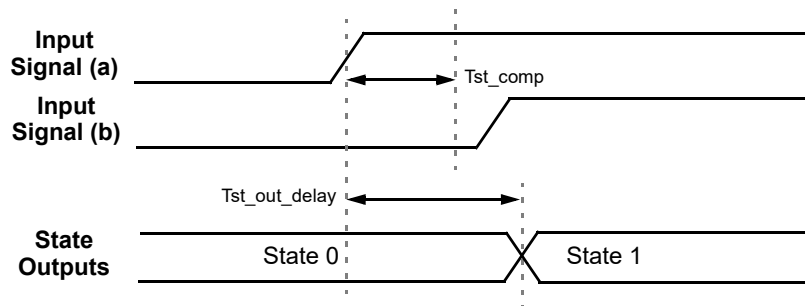 Input
Signal (a)
Tst_comp
Input
Signal (b)
Tst_out_delay
State
Outputs
State 0
State 1